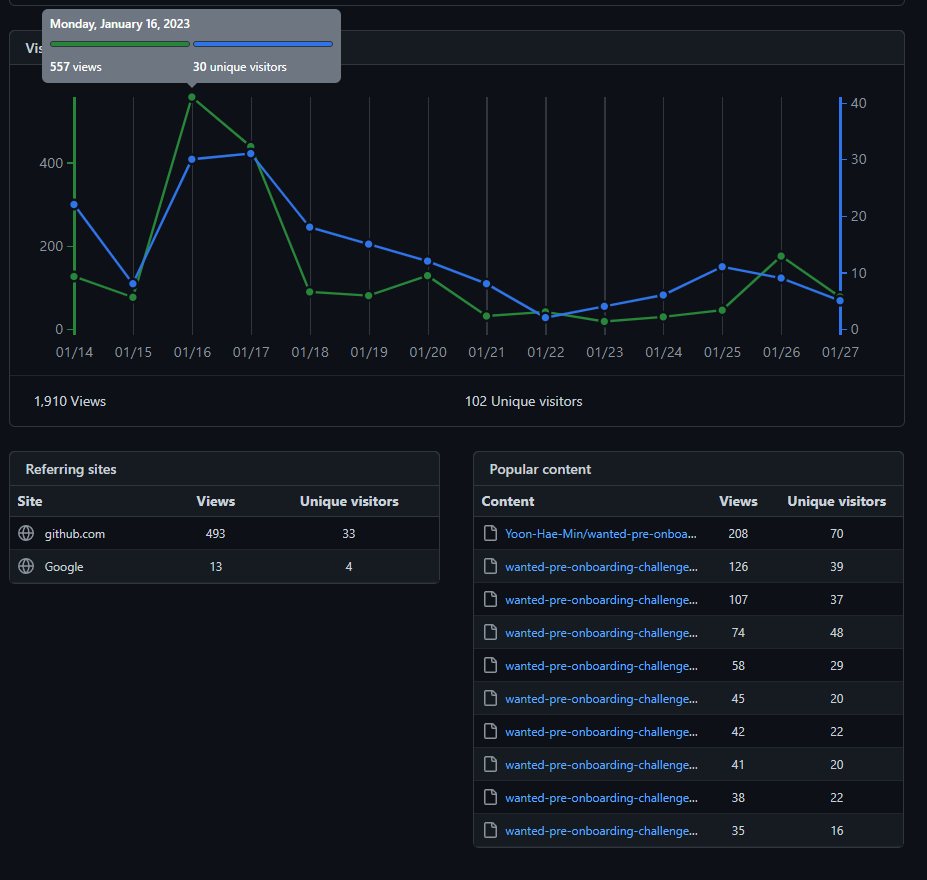 Monday, January 16, 2023
557 views 30 unique visitors
Vis
400
200
0
40
30
20
10
0
01/14 01/15 01/16 01/17 01/18 01/19 01/20 01/21 01/22 01/23 01/24 01/25 01/26 01/27
1,910 Views 102 Unique visitors
Referring sites
Site Views Unique visitors
github.com 493 33
Google 13 4
Popular content
Content Views Unique visitors
Yoon-Hae-Min/wanted-pre-onboa... 208 70
wanted-pre-onboarding-challenge... 126 39
wanted-pre-onboarding-challenge... 107 37
wanted-pre-onboarding-challenge... 74 48
wanted-pre-onboarding-challenge... 58 29
wanted-pre-onboarding-challenge... 45 20
wanted-pre-onboarding-challenge... 42 22
wanted-pre-onboarding-challenge... 41 20
wanted-pre-onboarding-challenge... 38 22
wanted-pre-onboarding-challenge... 35 16